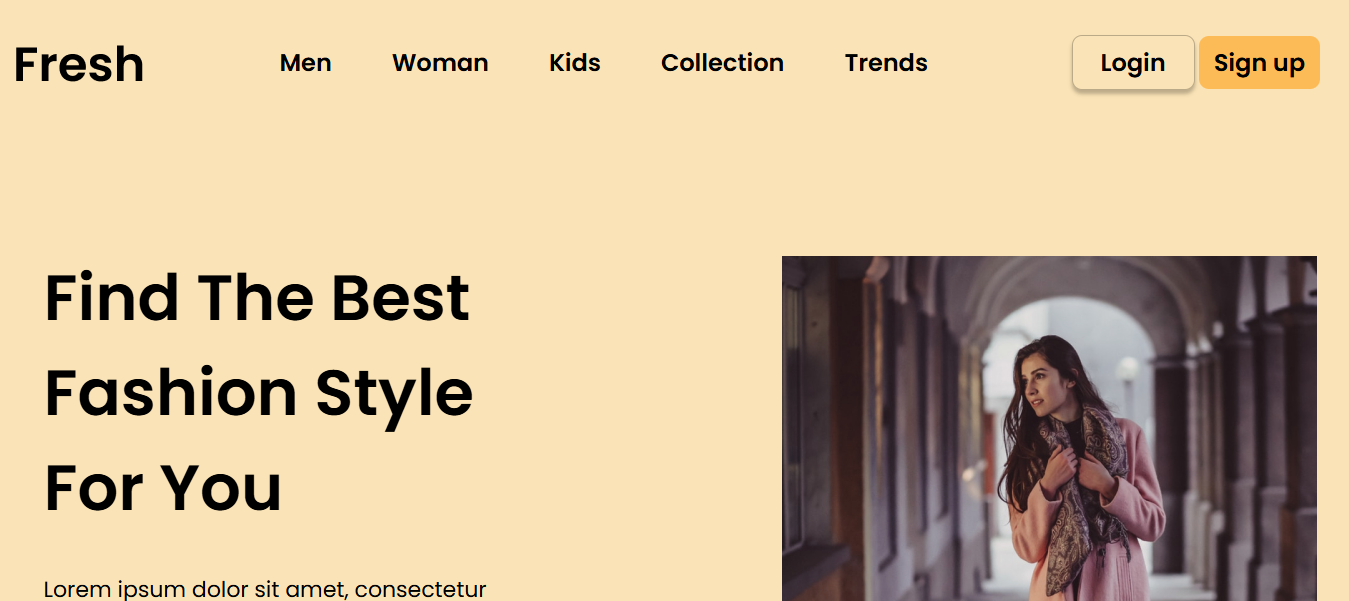 Fresh Men Woman Kids Collection Trends Login Sign up
Find The Best
Fashion Style
For You
Lorem ipsum dolor sit amet, consectetur